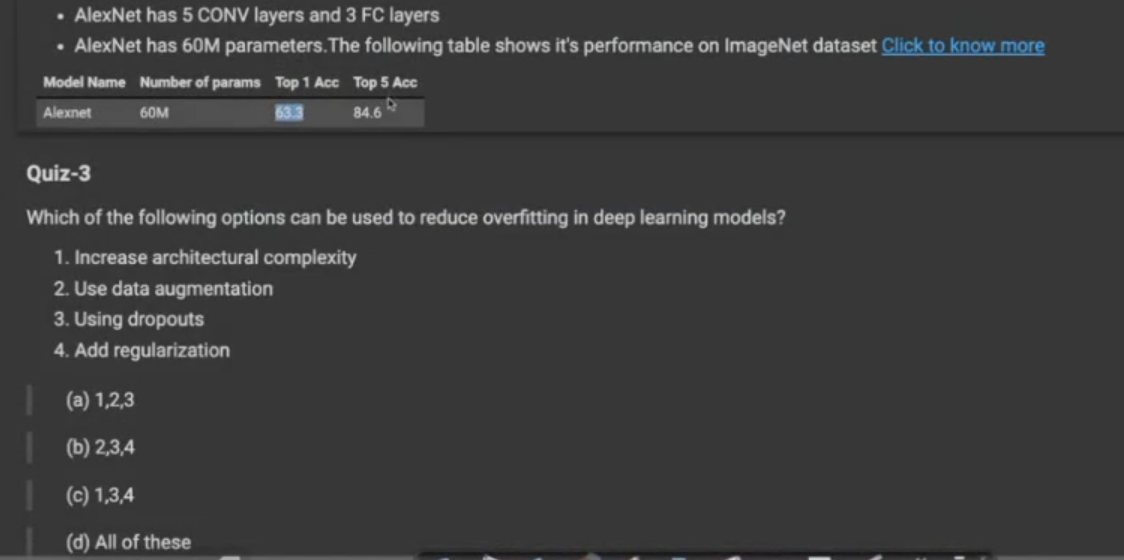 • AlexNet has 5 CONV layers and 3 FC layers
• AlexNet has 60M parameters.The following table shows it's performance on ImageNet dataset Click to know more
Model Name Number of params Top 1 Acc Top 5 Acc
Alexnet 60M 63.3 84.6
Quiz-3
Which of the following options can be used to reduce overfitting in deep learning models?
1. Increase architectural complexity
2. Use data augmentation
3. Using dropouts
4. Add regularization
(a) 1,2,3
(b) 2,3,4
(c) 1,3,4
(d) All of these